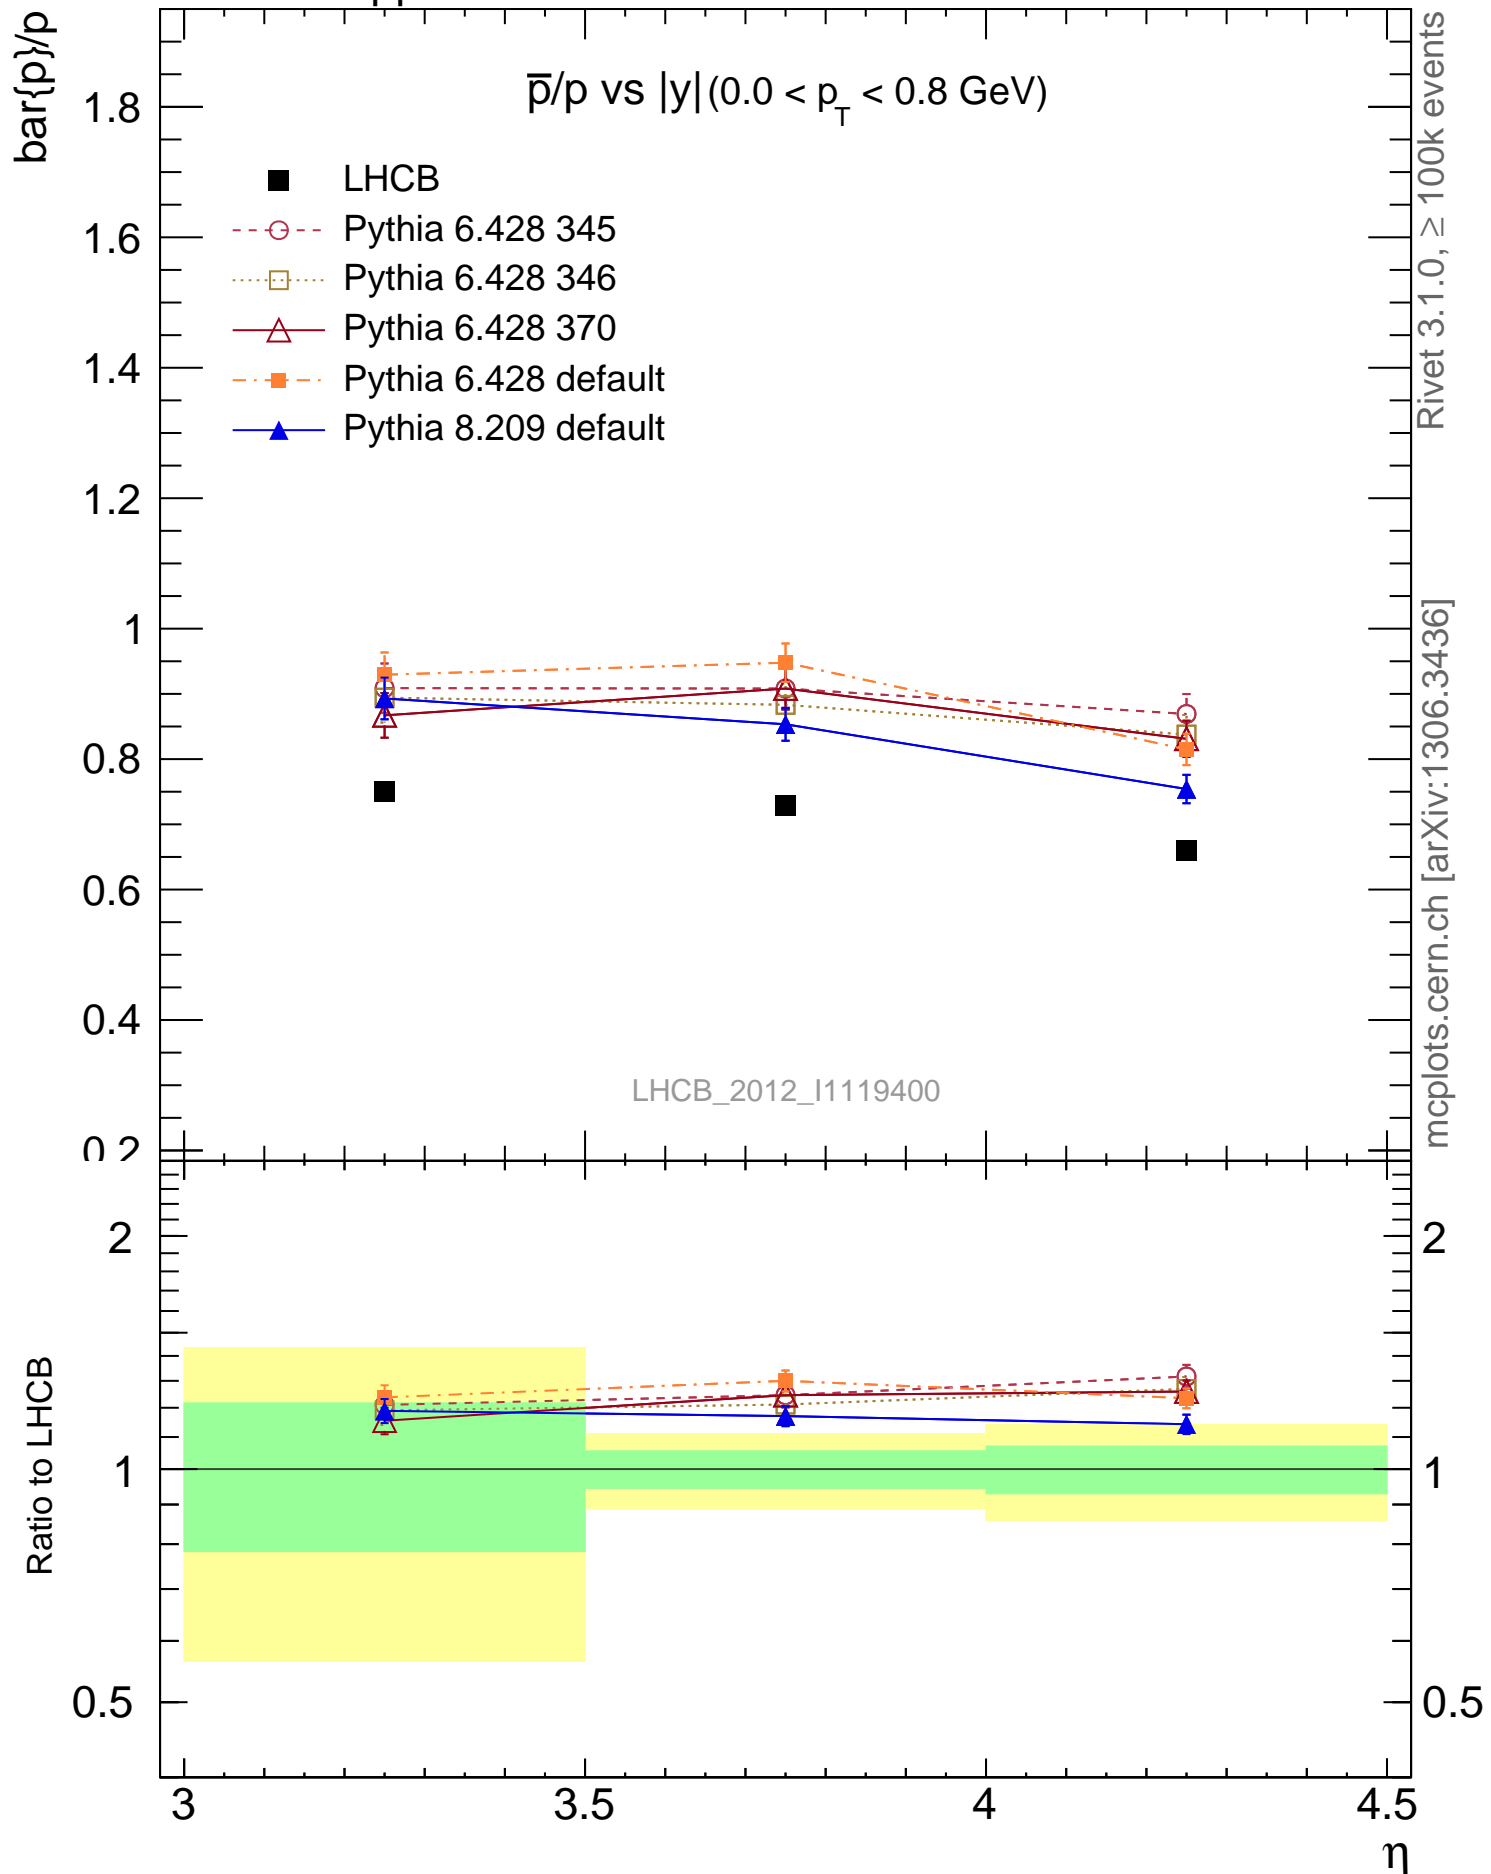 pp
bar{p}/p
p̅/p vs |y| (0.0 < p_T < 0.8 GeV)
LHCB
Pythia 6.428 345
Pythia 6.428 346
Pythia 6.428 370
Pythia 6.428 default
Pythia 8.209 default
1.8
1.6
1.4
1.2
1
0.8
0.6
0.4
0.2
LHCB_2012_I1119400
Rivet 3.1.0, ≥ 100k events
mcplots.cern.ch [arXiv:1306.3436]
Ratio to LHCB
2
1
0.5
2
1
0.5
3
3.5
4
4.5
η